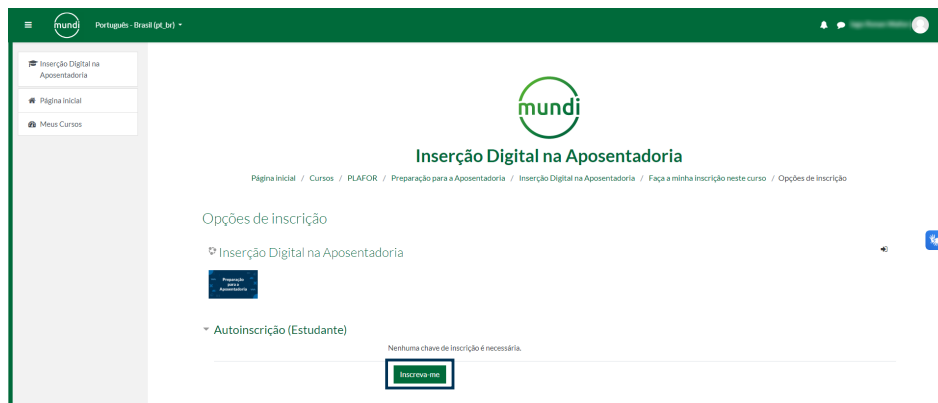 mundi
Português - Brasil (pt_br)
Inserção Digital na
Aposentadoria
Página inicial
Meus Cursos
mundi
Inserção Digital na Aposentadoria
Página inicial / Cursos / PLAFOR / Preparação para a Aposentadoria / Inserção Digital na Aposentadoria / Faça a minha inscrição neste curso / Opções de inscrição
Opções de inscrição
Inserção Digital na Aposentadoria
Preparação
para a
Aposentadoria
Autoinscrição (Estudante)
Nenhuma chave de inscrição é necessária.
Inscreva-me